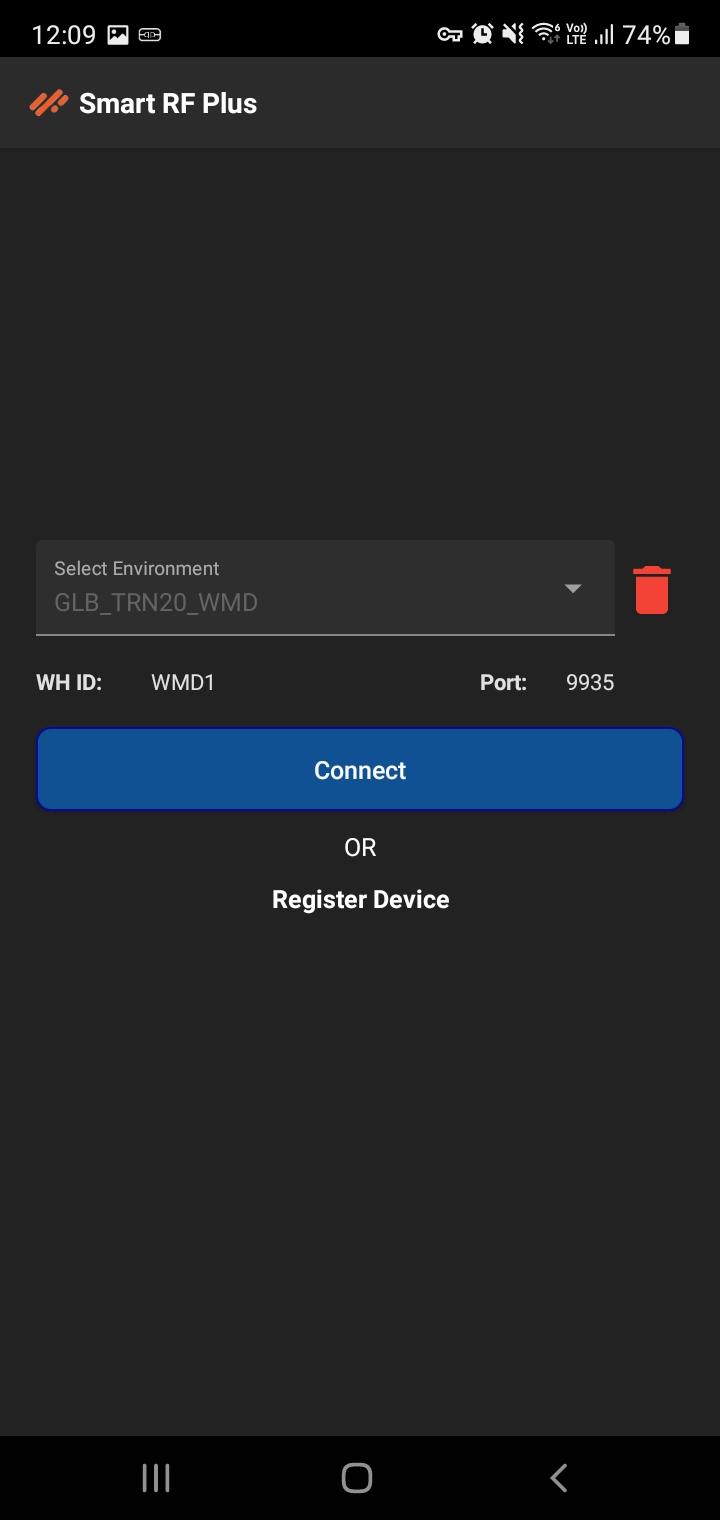 12:09 6 Vo)) LTE 74%
Smart RF Plus
Select Environment
GLB_TRN20_WMD
WH ID: WMD1 Port: 9935
Connect
OR
Register Device